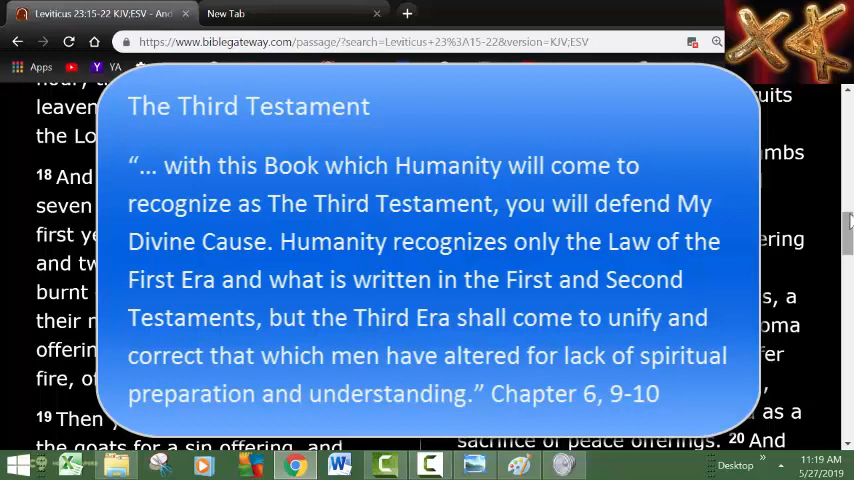 Leviticus 23:15-22 KJV;ESV - And
New Tab
https://www.biblegateway.com/passage/?search=Leviticus+23%3A15-22&version=KJV;ESV
Apps
YA
The Third Testament
“... with this Book which Humanity will come to
recognize as The Third Testament, you will defend My
Divine Cause. Humanity recognizes only the Law of the
First Era and what is written in the First and Second
Testaments, but the Third Era shall come to unify and
correct that which men have altered for lack of spiritual
preparation and understanding.” Chapter 6, 9-10
leaven
the Lo
18 And
seven
first ye
and tw
burnt
their
offerin
fire, o
19 Then
the goats for a sin offering, and
uits
mbs
ering
s, a
oma
fer
as a
sacrifice of peace offerings. 20 And
Desktop
11:19 AM
5/27/2019